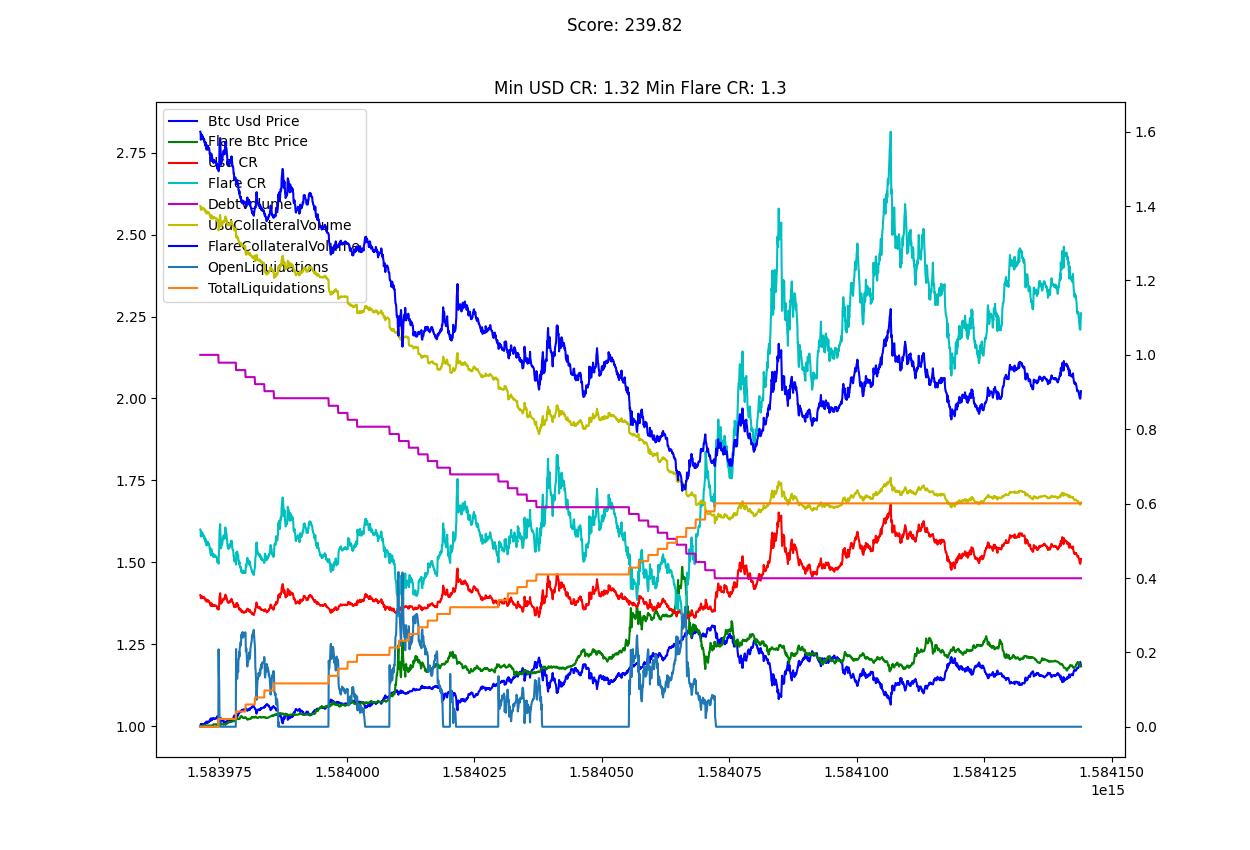 Score: 239.82
Min USD CR: 1.32 Min Flare CR: 1.3
Btc Usd Price
Flare Btc Price
Usd CR
Flare CR
DebtVolume
UsdCollateralVolume
FlareCollateralVolume
OpenLiquidations
TotalLiquidations
2.75
2.50
2.25
2.00
1.75
1.50
1.25
1.00
1.6
1.4
1.2
1.0
0.8
0.6
0.4
0.2
0.0
1.583975 1.584000 1.584025 1.584050 1.584075 1.584100 1.584125 1.584150
1e15